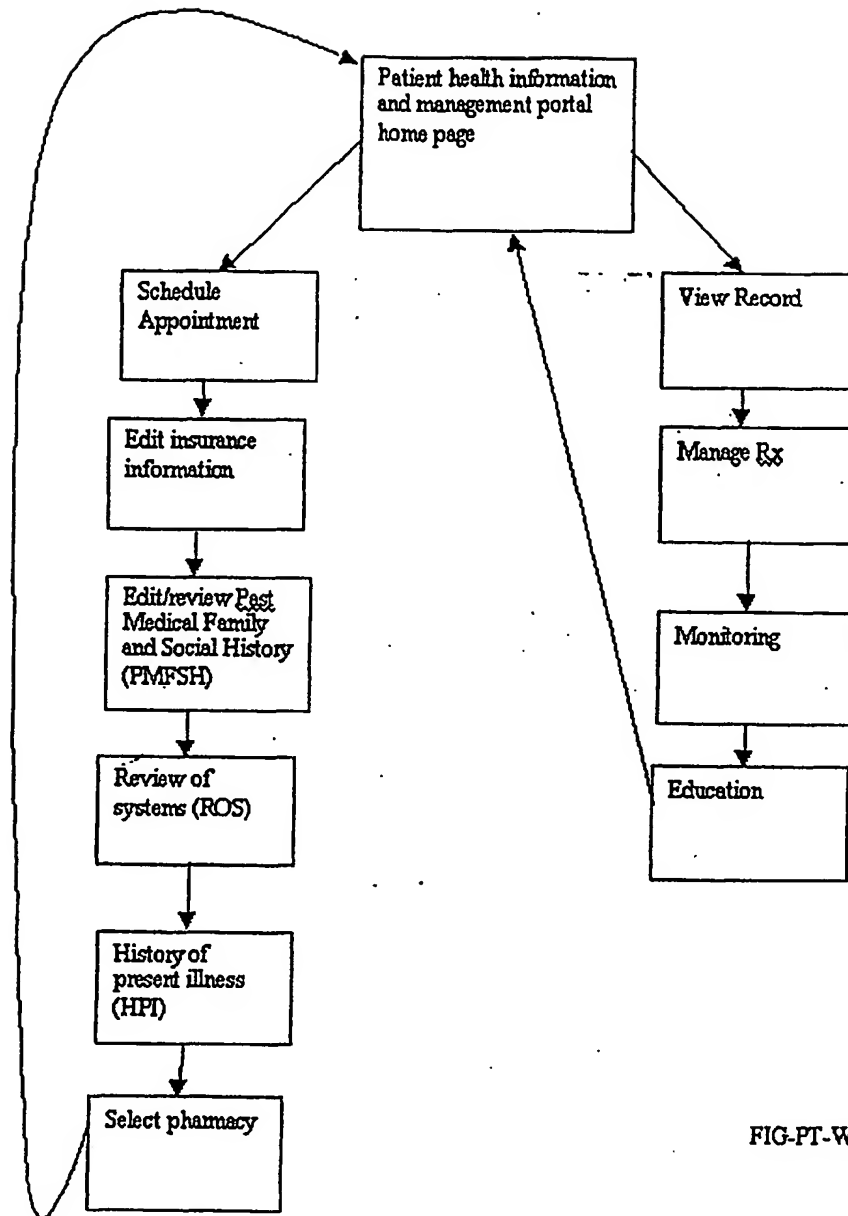 Patient health information
and management portal
home page
Schedule
Appointment
Edit insurance
information
Edit/review Past
Medical Family
and Social History
(PMFSH)
Review of
systems (ROS)
History of
present illness
(HPI)
Select pharmacy
View Record
Manage Rx
Monitoring
Education
FIG-PT-W